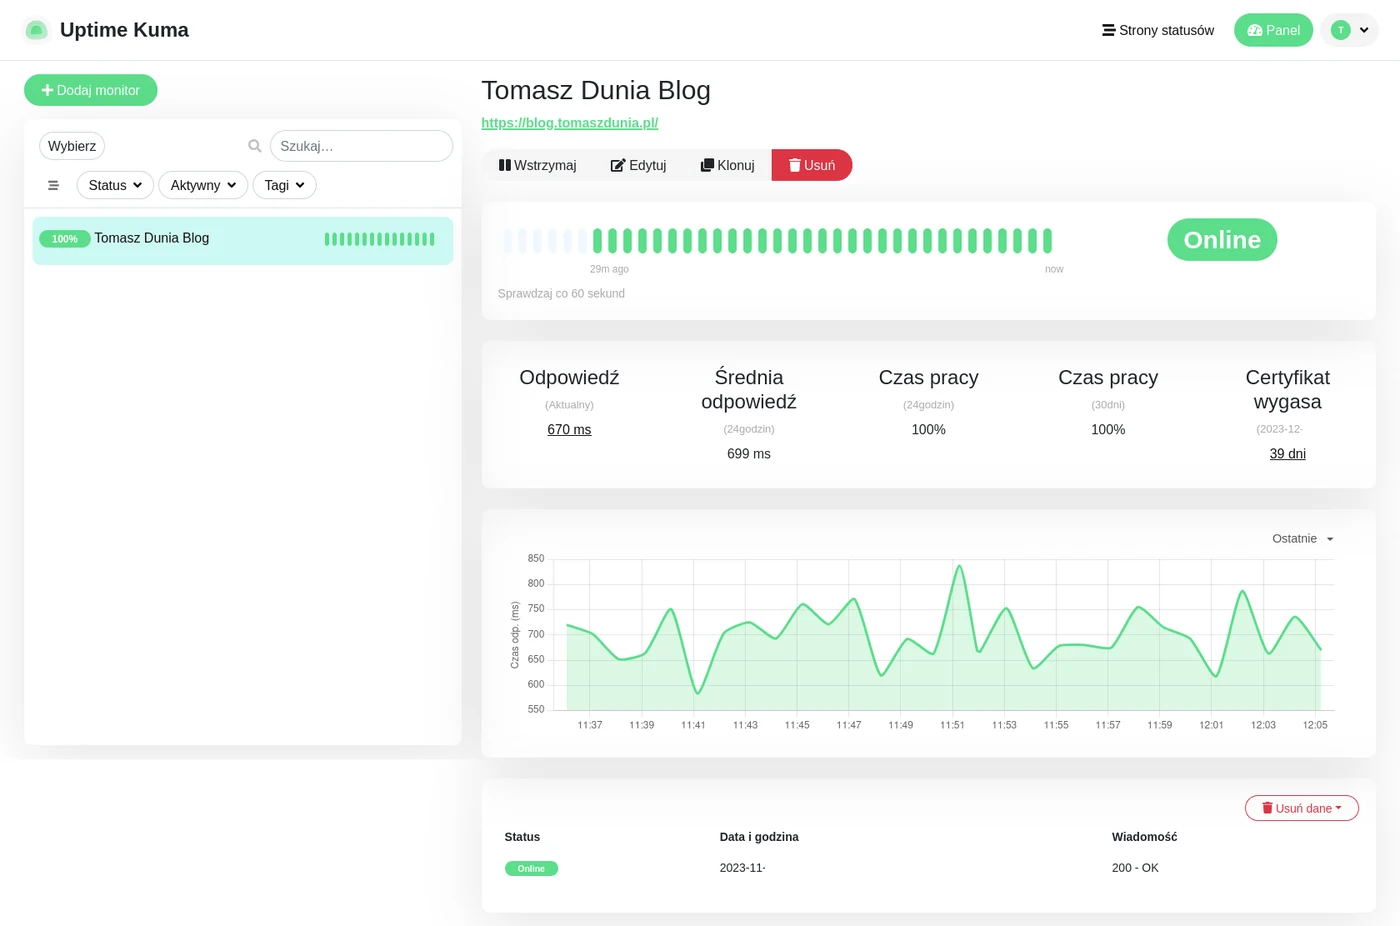 Uptime Kuma
Strony statusów
Panel
T
Dodaj monitor
Wybierz
Szukaj...
Status
Aktywny
Tagi
100% Tomasz Dunia Blog
Tomasz Dunia Blog
https://blog.tomaszdunia.pl/
Wstrzymaj
Edytuj
Klonuj
Usuń
29m ago
now
Online
Sprawdzaj co 60 sekund
Odpowiedź
(Aktualny)
670 ms
Średnia
odpowiedź
(24godzin)
699 ms
Czas pracy
(24godzin)
100%
Czas pracy
(30dni)
100%
Certyfikat
wygasa
(2023-12-
39 dni
Ostatnie
Czas odp. (ms)
850
800
750
700
650
600
550
11:37 11:39 11:41 11:43 11:45 11:47 11:49 11:51 11:53 11:55 11:57 11:59 12:01 12:03 12:05
Usuń dane
Status Data i godzina Wiadomość
Online 2023-11- 200 - OK